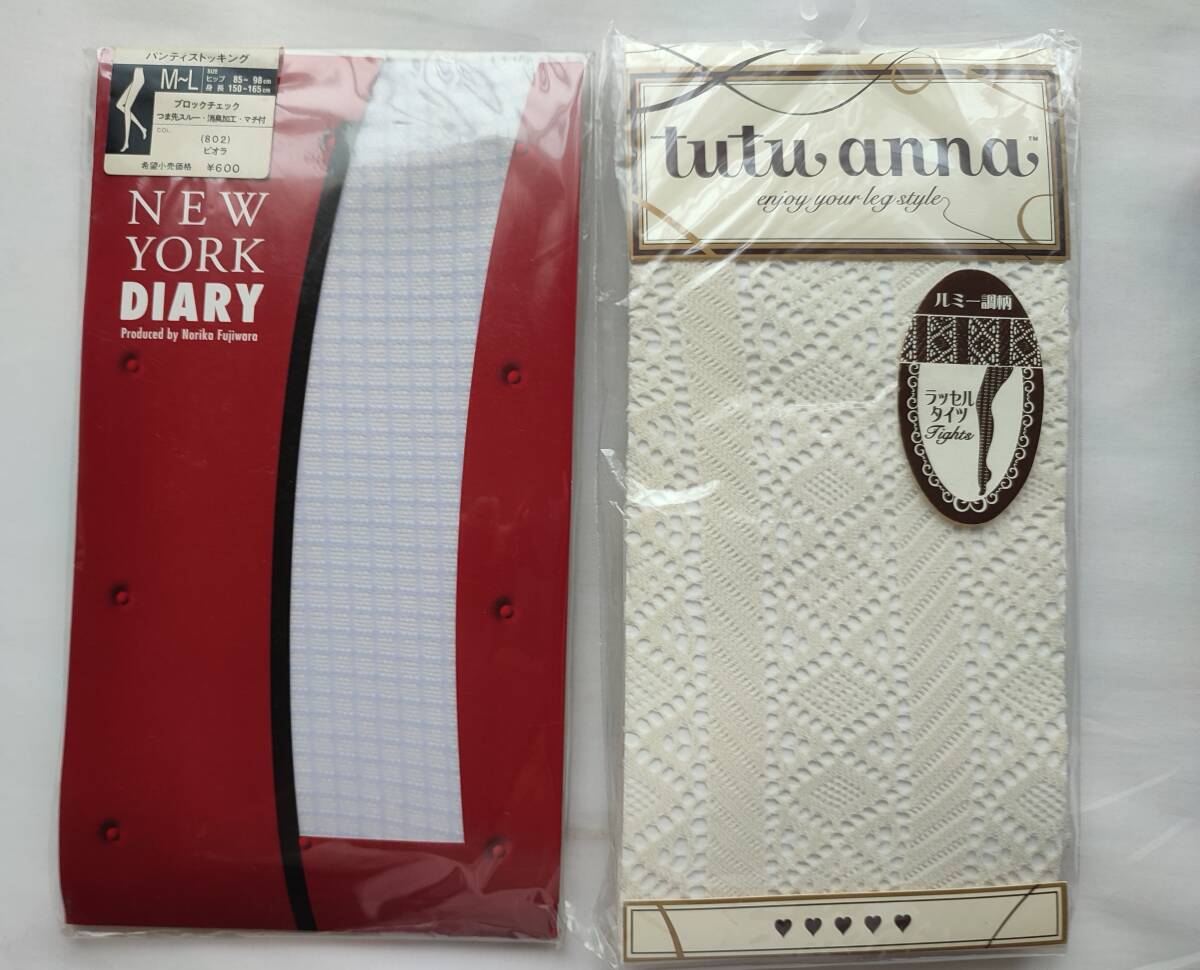 パンティストッキング
M~L
SIZE
ヒップ 85~98cm
身長 150~165cm
ブロックチェック
つま先スルー・消臭加工・マチ付
COL.
(802)
ビオラ
希望小売価格 ¥600
NEW
YORK
DIARY
Produced by Norika Fujiwara
tutu anna™
enjoy your leg style
ルミー調柄
ラッセル
タイツ
Tights